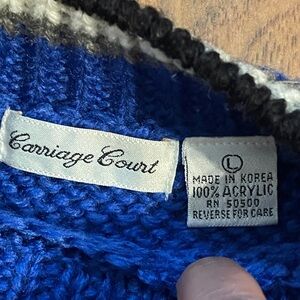 Carriage Court
L
MADE IN KOREA
100% ACRYLIC
RN 50500
REVERSE FOR CARE